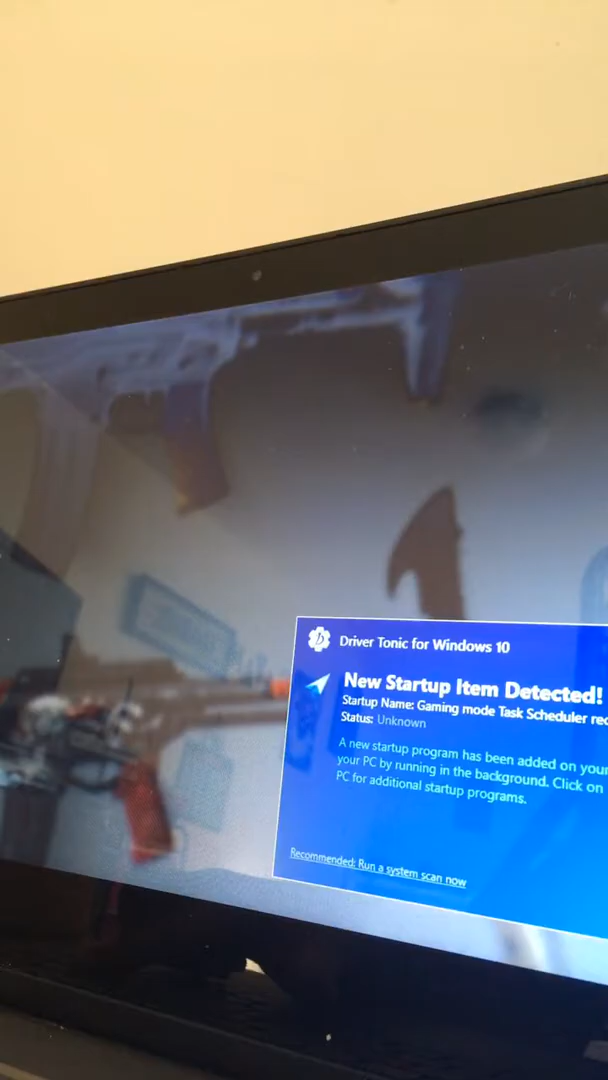 Driver Tonic for Windows 10
New Startup Item Detected!
Startup Name: Gaming mode Task Scheduler rec
Status: Unknown
A new startup program has been added on your
your PC by running in the background. Click on
PC for additional startup programs.
Recommended: Run a system scan now